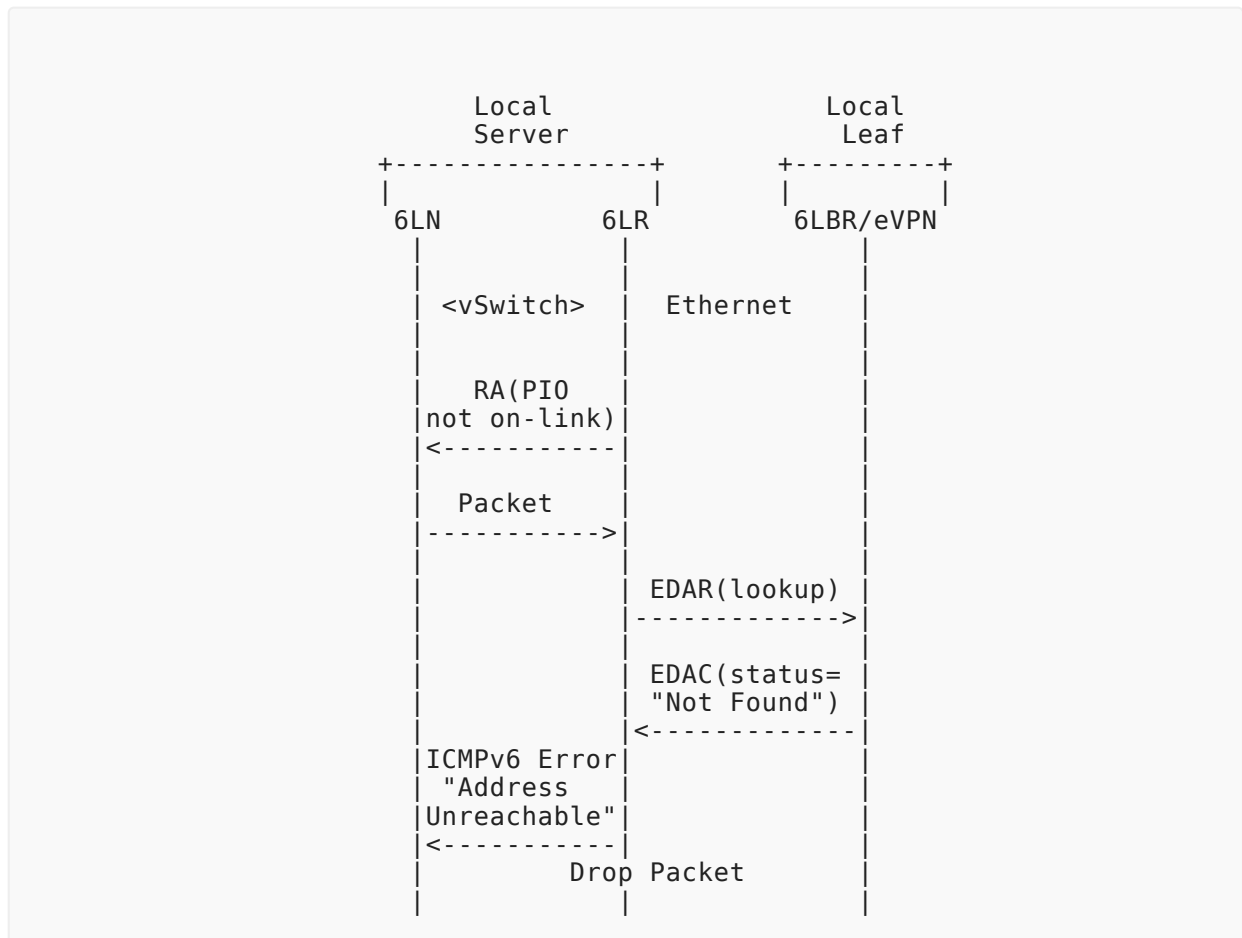 Local Local
Server Leaf
+----------------+ +---------+
| | | |
6LN 6LR 6LBR/eVPN
| | |
| | |
| <vSwitch> | Ethernet |
| | |
| | |
| RA(PIO | |
|not on-link)| |
|<-----------| |
| | |
| Packet | |
|----------->| |
| | |
| | EDAR(lookup) |
| |------------->|
| | |
| | EDAC(status= |
| | "Not Found") |
| |<-------------|
|ICMPv6 Error| |
| "Address | |
|Unreachable"| |
|<-----------| |
| Drop Packet |
| | |